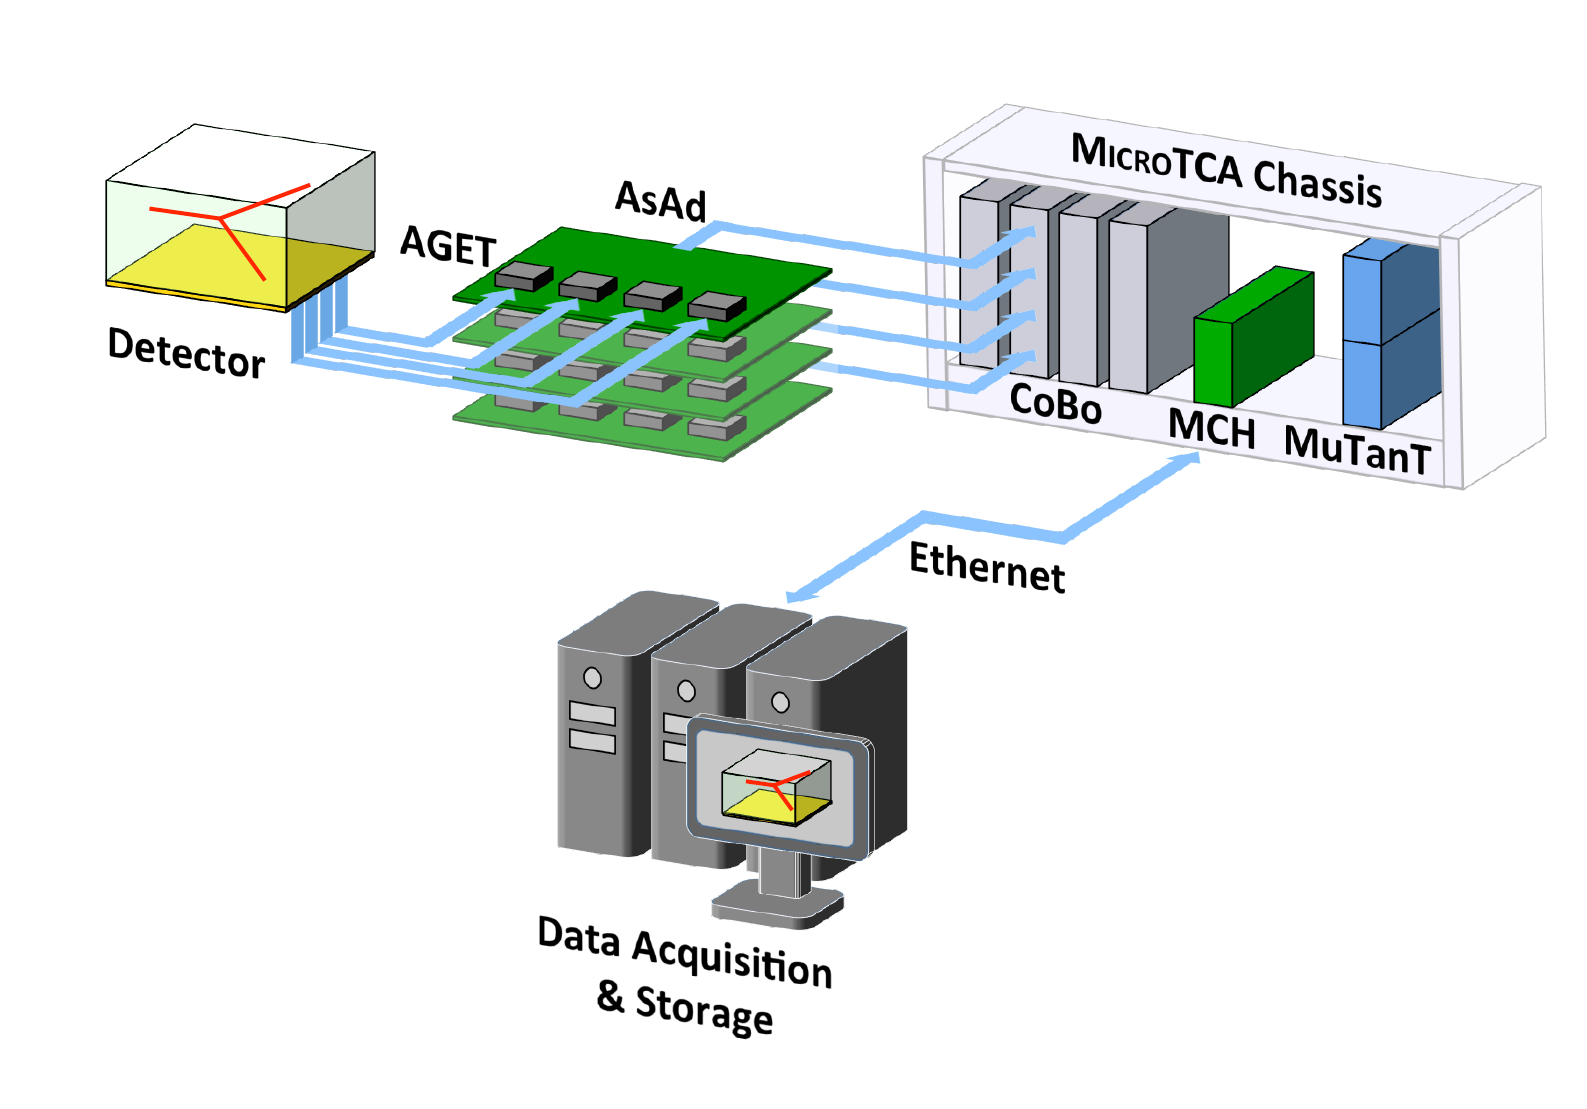 MicroTCA Chassis
AsAd
AGET
Detector
CoBo
MCH
MuTanT
Ethernet
Data Acquisition
& Storage